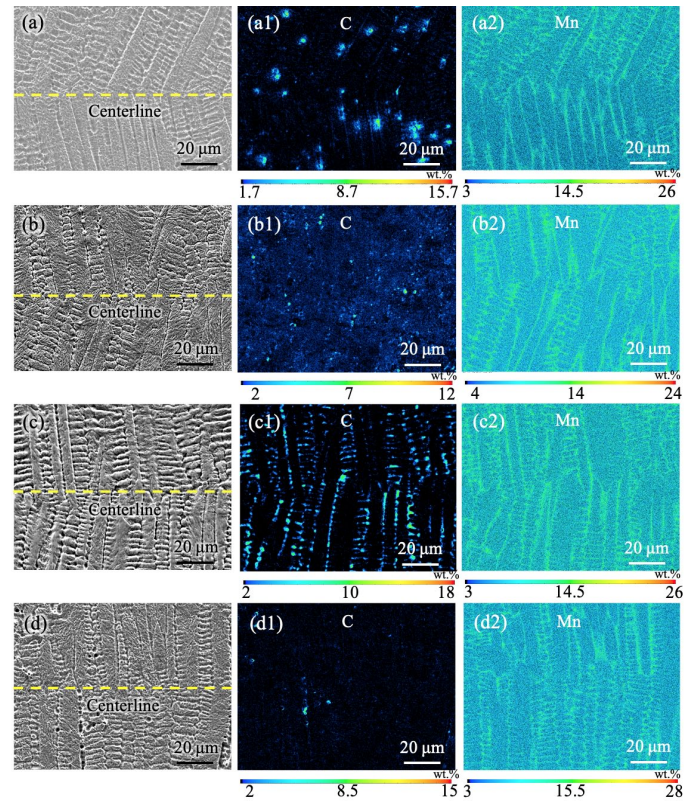 (a)
Centerline
20 μm
(a1)
C
20 μm
wt.%
1.7
8.7
15.7
(a2)
Mn
20 μm
wt.%
3
14.5
26
(b)
Centerline
20 μm
(b1)
C
20 μm
wt.%
2
7
12
(b2)
Mn
20 μm
wt.%
4
14
24
(c)
Centerline
20 μm
(c1)
C
20 μm
wt.%
2
10
18
(c2)
Mn
20 μm
wt.%
3
14.5
26
(d)
Centerline
20 μm
(d1)
C
20 μm
wt.%
2
8.5
15
(d2)
Mn
20 μm
wt.%
3
15.5
28